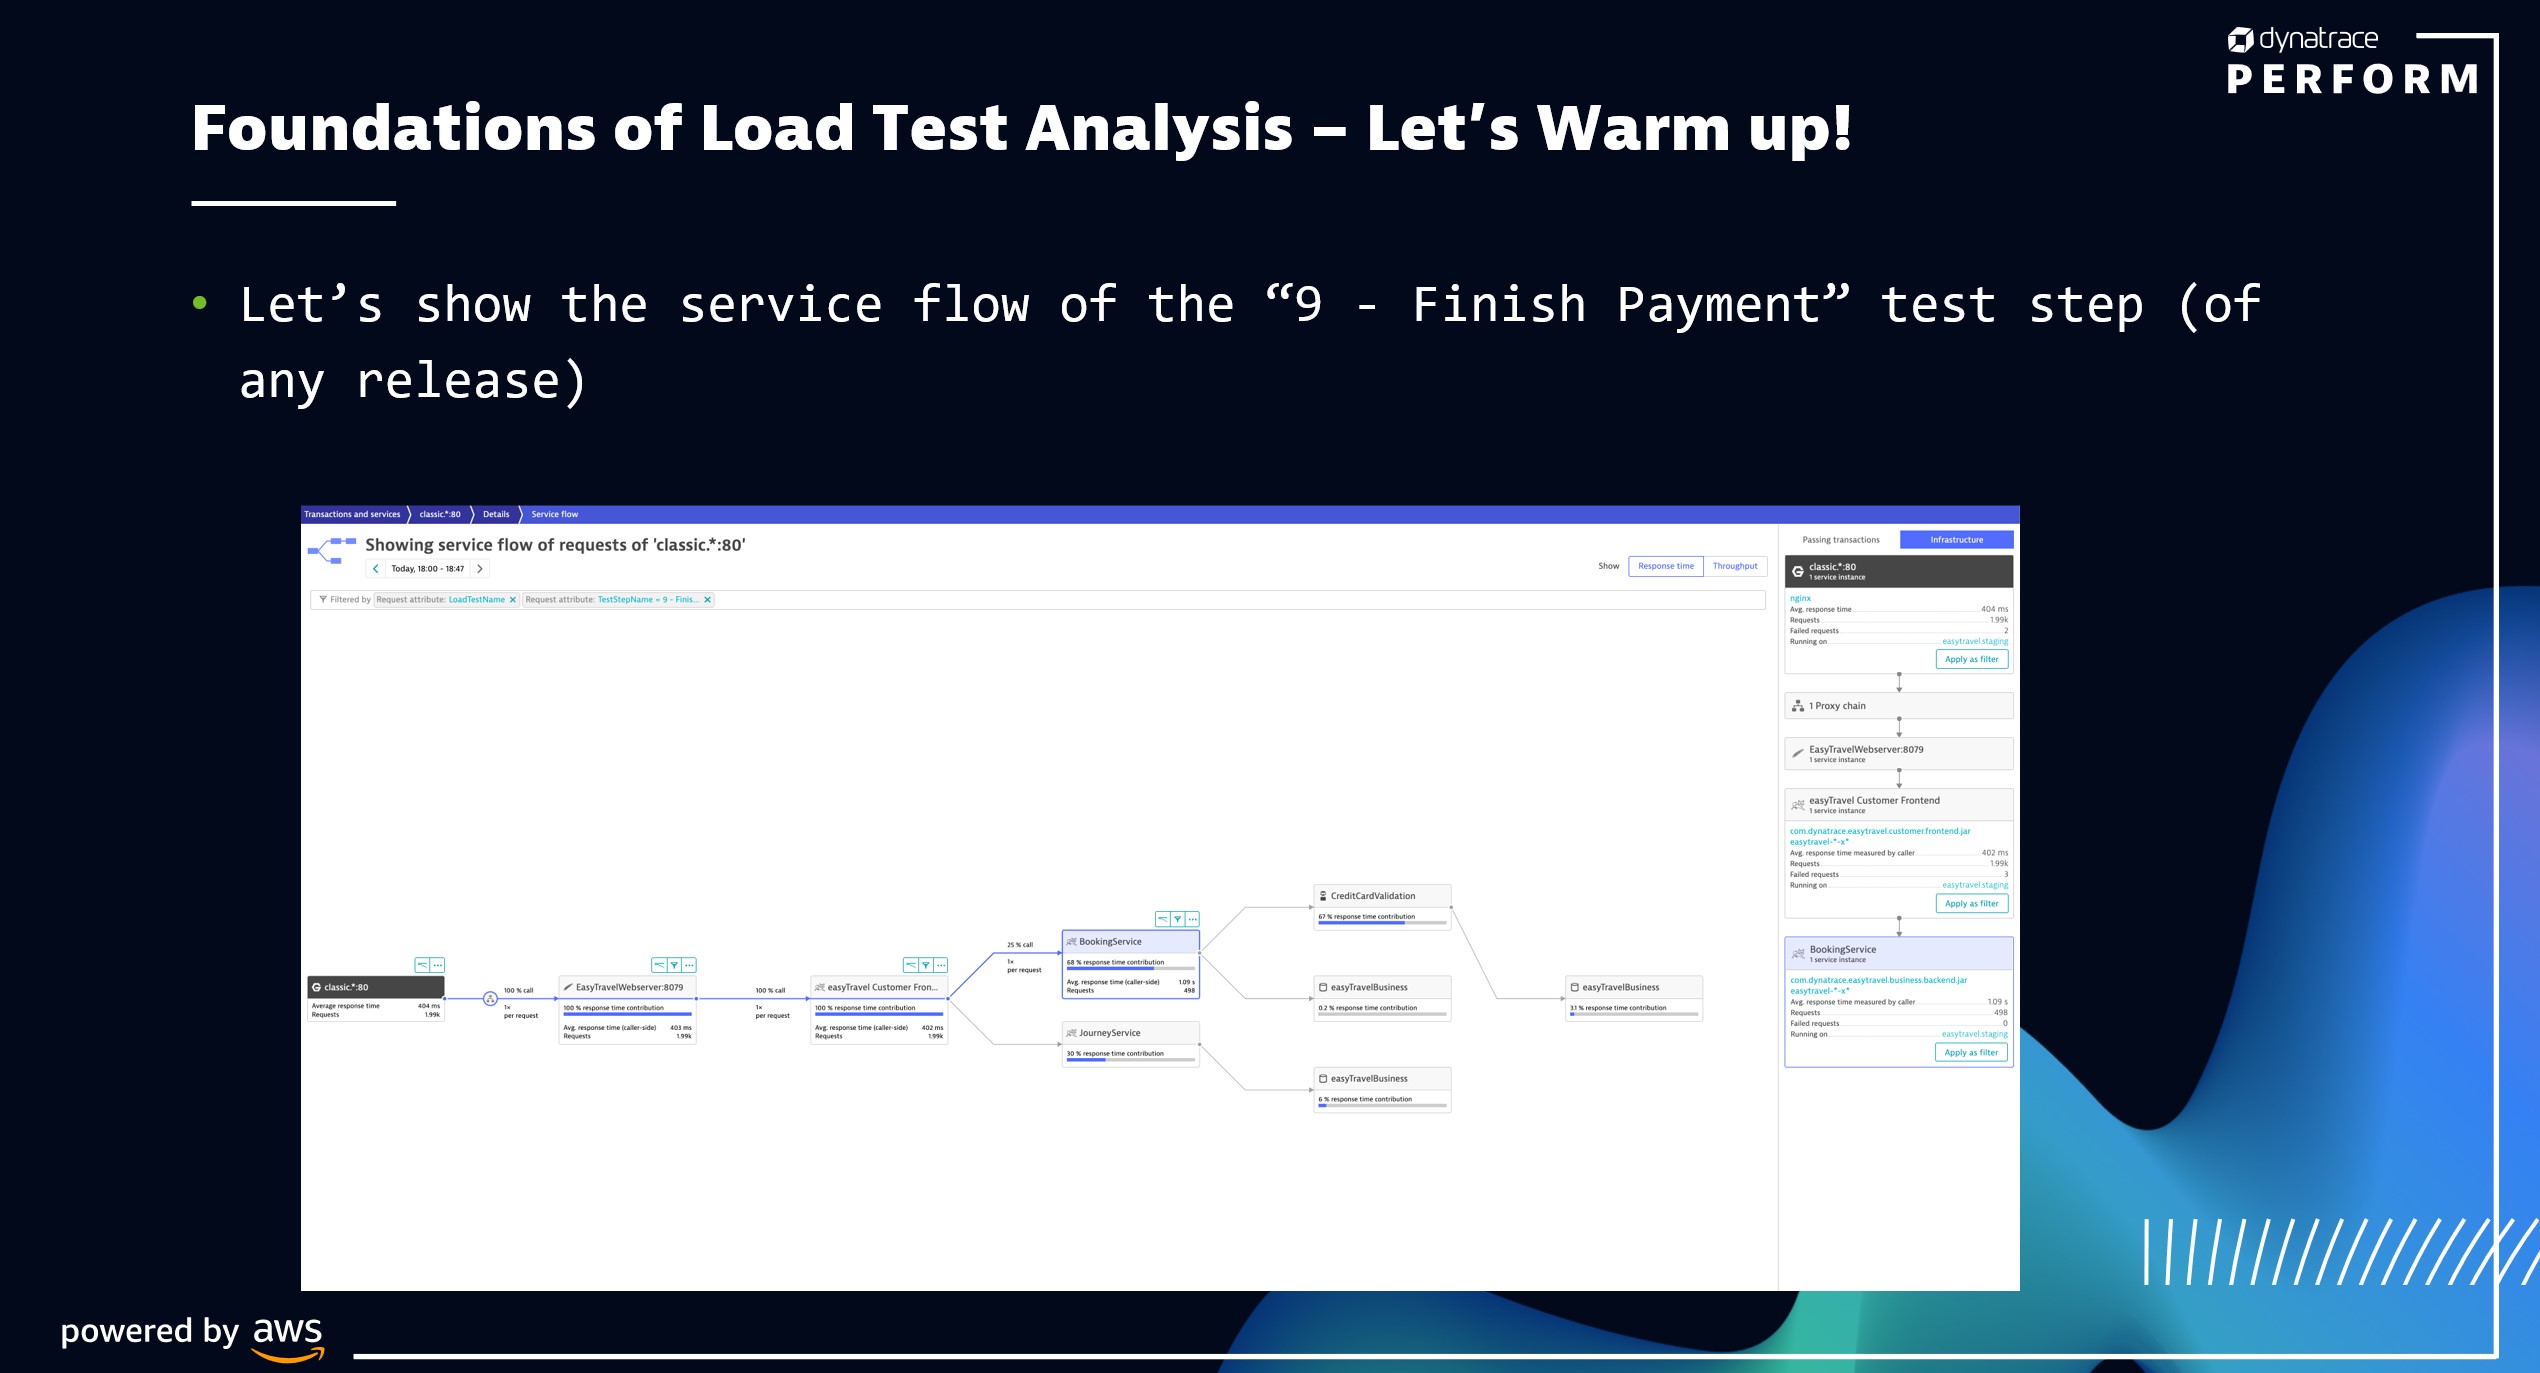 dynatrace
PERFORM
Foundations of Load Test Analysis – Let’s Warm up!
• Let’s show the service flow of the “9 - Finish Payment” test step (of
any release)
Transactions and services
classic.*:80
Details
Service flow
Showing service flow of requests of 'classic.*:80'
Today, 18:00 - 18:47
Show
Response time
Throughput
Filtered by
Request attribute: LoadTestName ×
Request attribute: TestStepName = 9 - Finis... ×
classic.*:80
Average response time 404 ms
Requests 1.99k
100 % call
1×
per request
EasyTravelWebserver:8079
100 % response time contribution
Avg. response time (caller-side) 403 ms
Requests 1.99k
100 % call
1×
per request
easyTravel Customer Fron...
100 % response time contribution
Avg. response time (caller-side) 402 ms
Requests 1.99k
25 % call
1×
per request
BookingService
68 % response time contribution
Avg. response time (caller-side) 1.09 s
Requests 498
JourneyService
30 % response time contribution
CreditCardValidation
67 % response time contribution
easyTravelBusiness
0.2 % response time contribution
easyTravelBusiness
6 % response time contribution
easyTravelBusiness
3.1 % response time contribution
Passing transactions
Infrastructure
classic.*:80
1 service instance
nginx
Avg. response time 404 ms
Requests 1.99k
Failed requests 2
Running on easytravel.staging
Apply as filter
1 Proxy chain
EasyTravelWebserver:8079
1 service instance
easyTravel Customer Frontend
1 service instance
com.dynatrace.easytravel.customer.frontend.jar
easytravel-*-x*
Avg. response time measured by caller 402 ms
Requests 1.99k
Failed requests 3
Running on easytravel.staging
Apply as filter
BookingService
1 service instance
com.dynatrace.easytravel.business.backend.jar
easytravel-*-x*
Avg. response time measured by caller 1.09 s
Requests 498
Failed requests 0
Running on easytravel.staging
Apply as filter
powered by aws